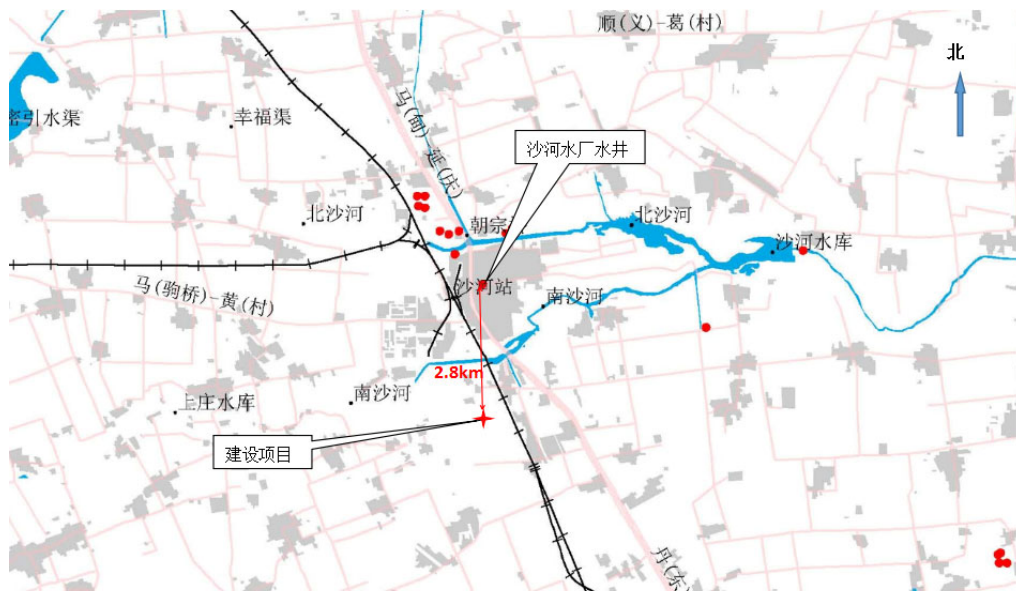 顺(义)-葛(村)
北
密引水渠
幸福渠
马(甸)-延(庆)
沙河水厂水井
北沙河
朝宗
北沙河
沙河水库
沙河站
马(驹桥)-黄(村)
南沙河
2.8km
上庄水库
南沙河
建设项目
丹(东)